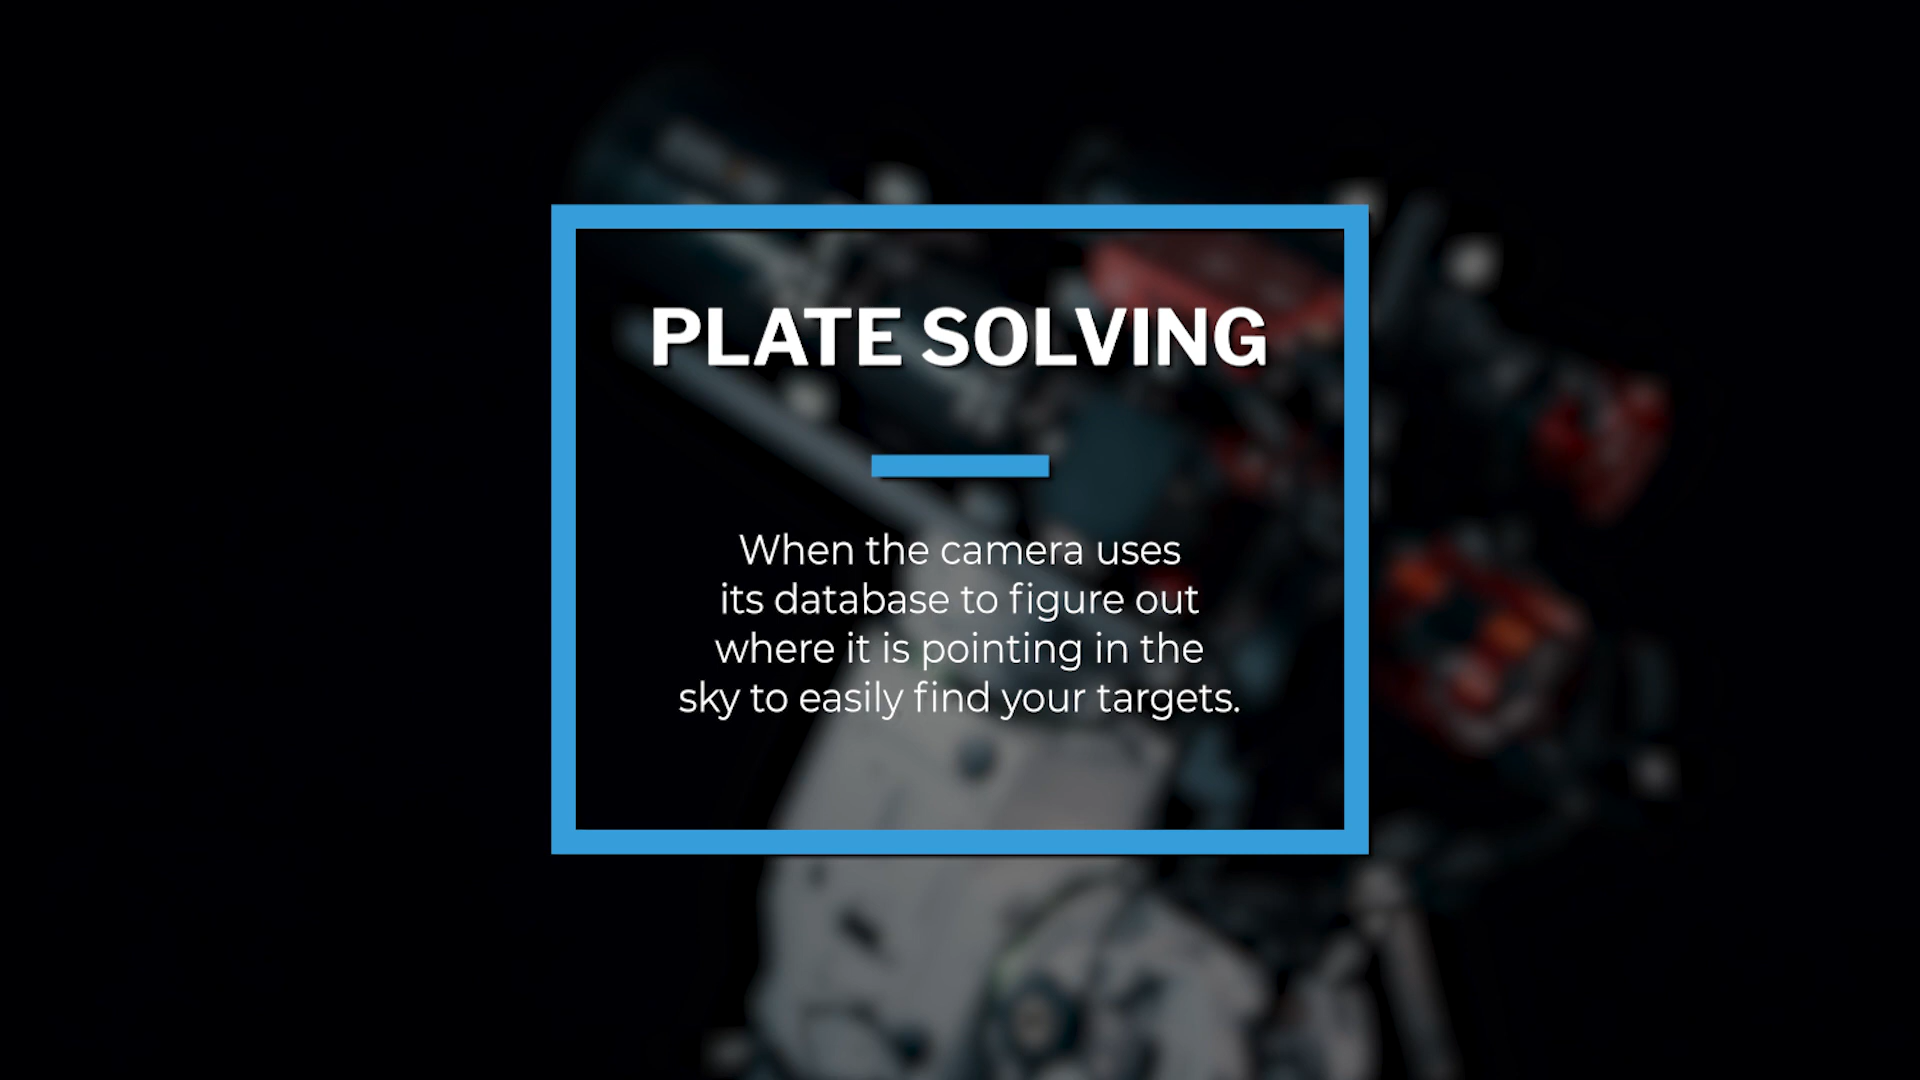 PLATE SOLVING
When the camera uses
its database to figure out
where it is pointing in the
sky to easily find your targets.